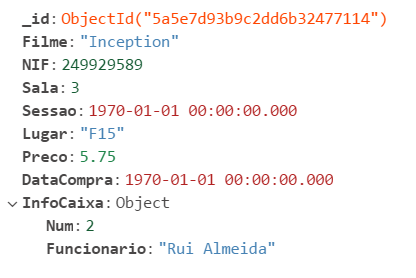 _id: ObjectId("5a5e7d93b9c2dd6b32477114")
Filme: "Inception"
NIF: 249929589
Sala: 3
Sessao: 1970-01-01 00:00:00.000
Lugar: "F15"
Preco: 5.75
DataCompra: 1970-01-01 00:00:00.000
InfoCaixa: Object
Num: 2
Funcionario: "Rui Almeida"